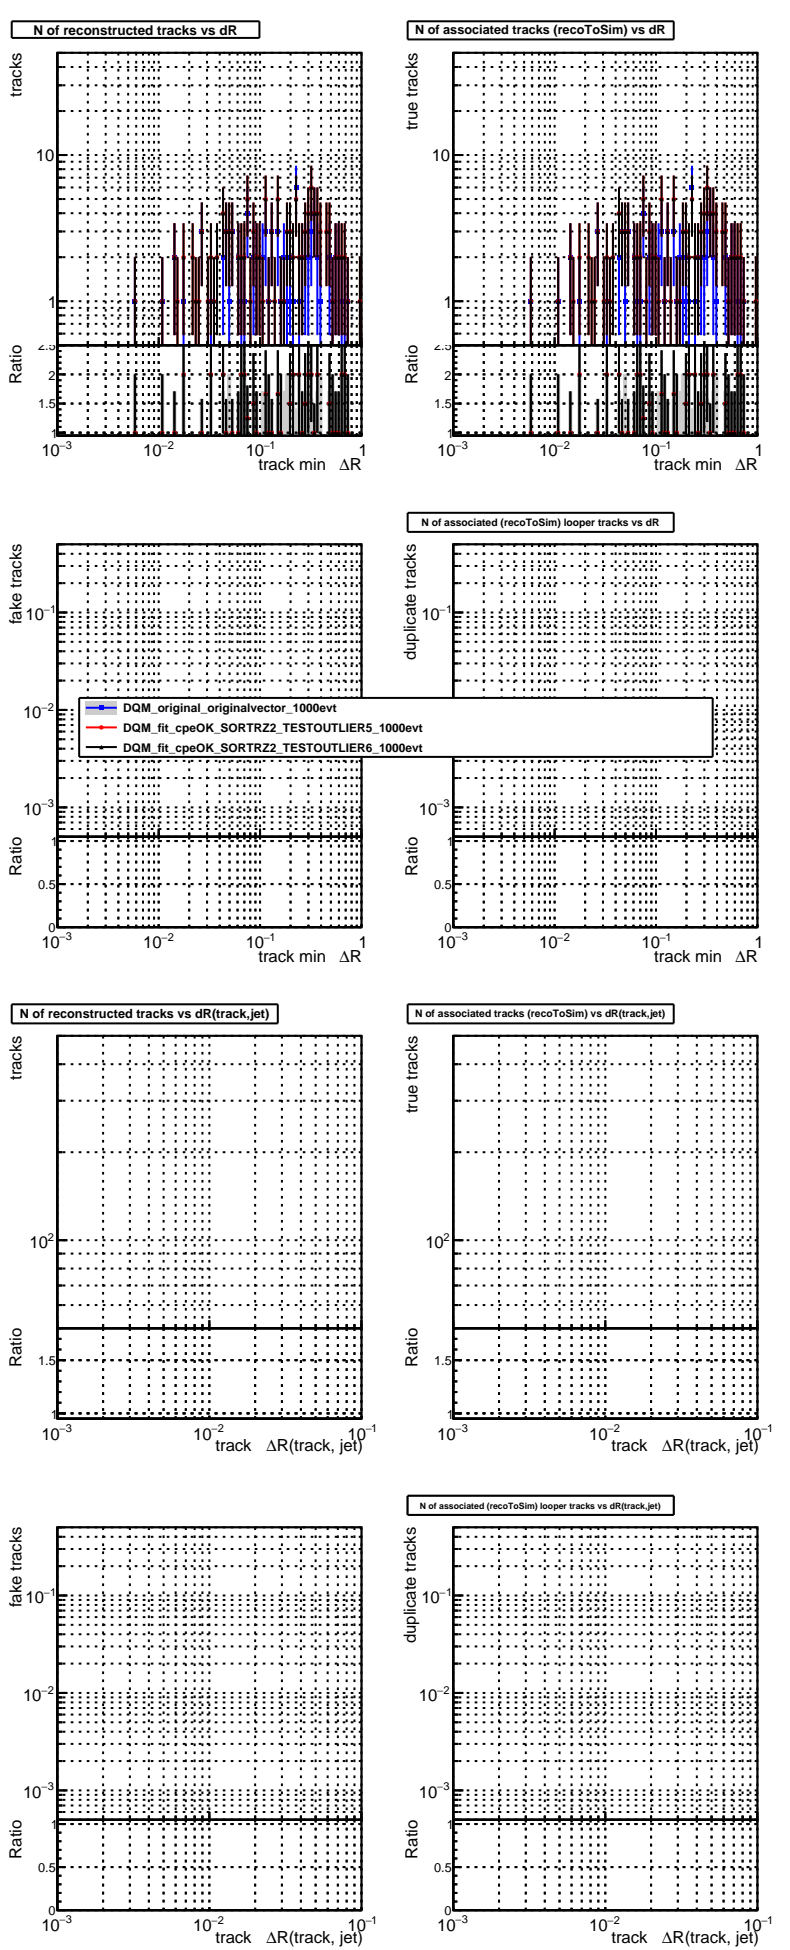 N of reconstructed tracks vs dR
N of associated tracks (recoToSim) vs dR
tracks
10
1
Ratio
2.5
2
1.5
1
10−3
10−2
10−1
1
track min ΔR
true tracks
10
1
Ratio
2.5
2
1.5
1
10−3
10−2
10−1
1
track min ΔR
N of associated (recoToSim) looper tracks vs dR
fake tracks
10−1
10−2
10−3
Ratio
1
0.5
0
10−3
10−2
10−1
1
track min ΔR
duplicate tracks
10−1
10−3
Ratio
1
0.5
0
10−3
10−2
10−1
1
track min ΔR
DQM_original_originalvector_1000evt
DQM_fit_cpeOK_SORTRZ2_TESTOUTLIER5_1000evt
DQM_fit_cpeOK_SORTRZ2_TESTOUTLIER6_1000evt
N of reconstructed tracks vs dR(track,jet)
N of associated tracks (recoToSim) vs dR(track,jet)
tracks
102
Ratio
1.5
1
10−3
10−2
10−1
track ΔR(track, jet)
true tracks
102
Ratio
1.5
1
10−3
10−2
10−1
track ΔR(track, jet)
N of associated (recoToSim) looper tracks vs dR(track,jet)
fake tracks
10−1
10−2
10−3
Ratio
1
0.5
0
10−3
10−2
10−1
track ΔR(track, jet)
duplicate tracks
10−1
10−2
10−3
Ratio
1
0.5
0
10−3
10−2
10−1
track ΔR(track, jet)